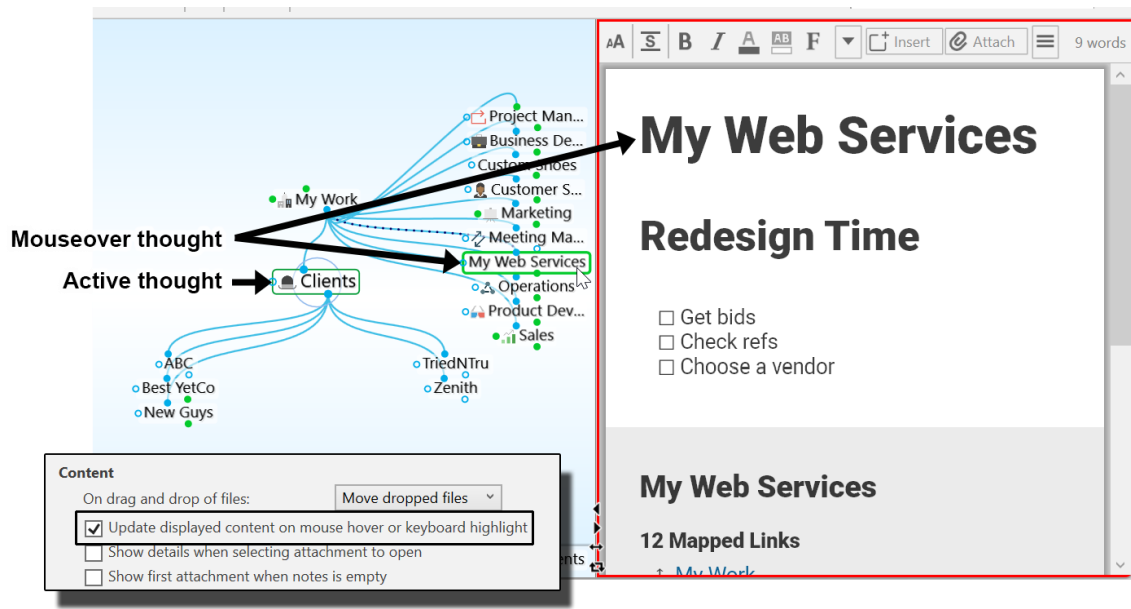 AA S B I A AB F Insert Attach 9 words
My Web Services
Redesign Time
Get bids
Check refs
Choose a vendor
My Web Services
12 Mapped Links
My Work
Project Man...
Business De...
Custom Shoes
Customer S...
My Work
Marketing
Meeting Ma...
My Web Services
Operations
Product Dev...
Sales
Mouseover thought
Active thought
Clients
ABC
Best YetCo
New Guys
TriedNTru
Zenith
Content
On drag and drop of files: Move dropped files
Update displayed content on mouse hover or keyboard highlight
Show details when selecting attachment to open
Show first attachment when notes is empty
ents